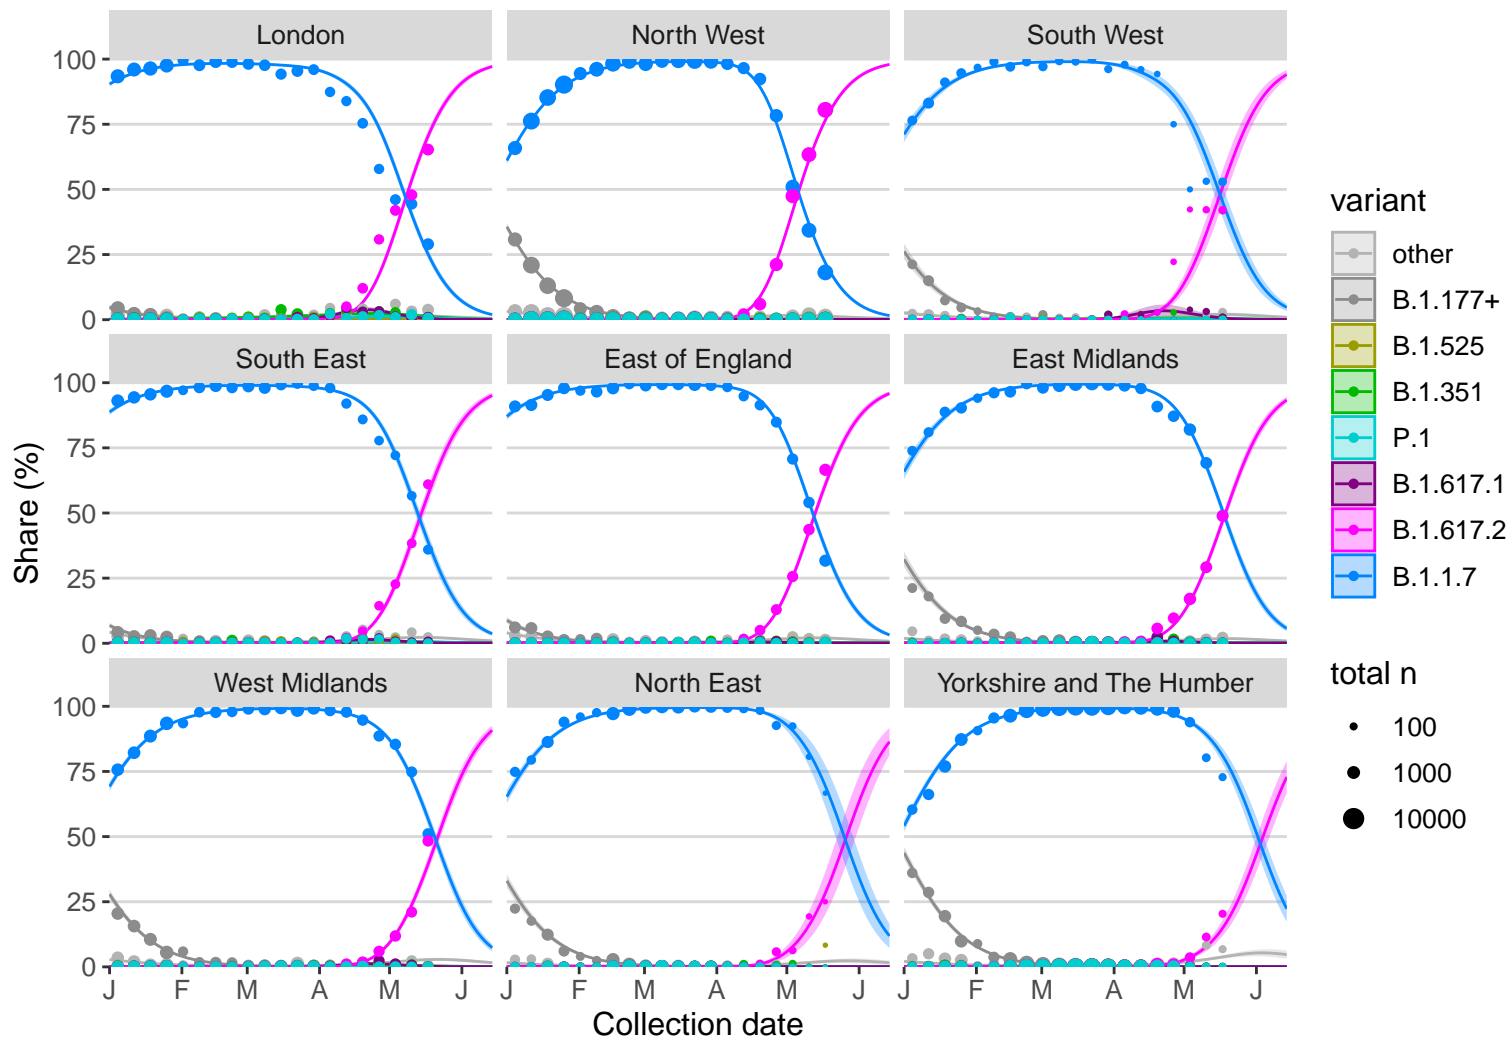 London North West South West
100
75
50
25
0
South East East of England East Midlands
100
75
50
25
0
West Midlands North East Yorkshire and The Humber
100
75
50
25
0
J F M A M J J F M A M J J F M A M J
Collection date
Share (%)
variant
other
B.1.177+
B.1.525
B.1.351
P.1
B.1.617.1
B.1.617.2
B.1.1.7
total n
100
1000
10000